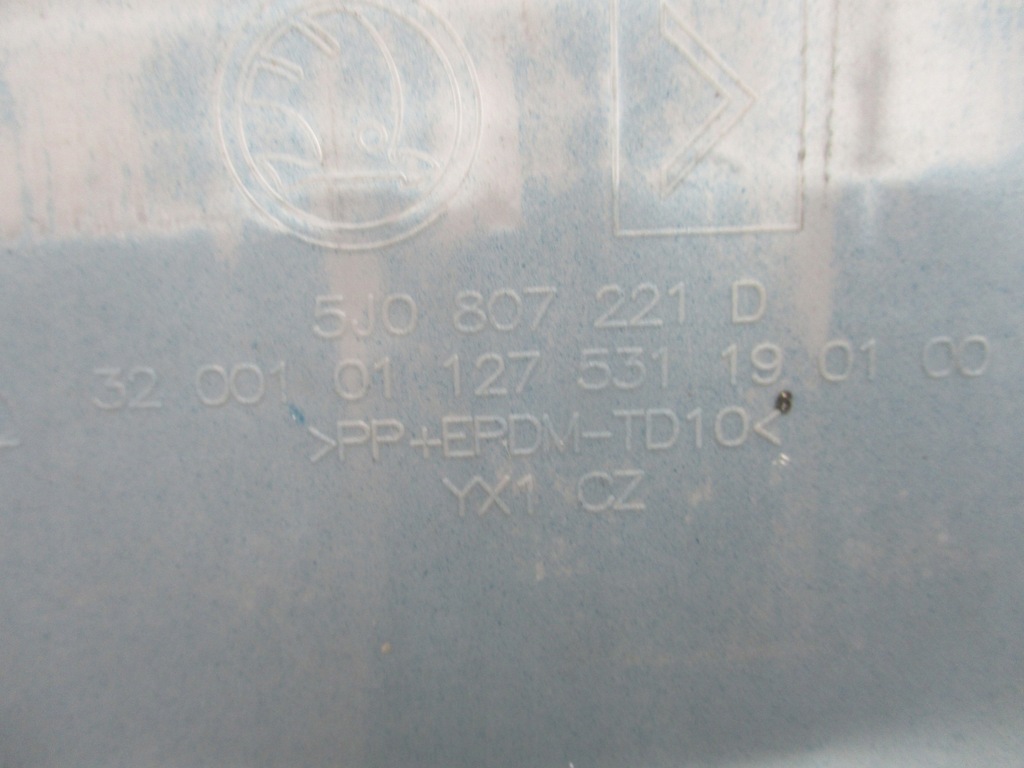 5J0 807 221 D
32 001 01 127 531 19 01 00
>PP+EPDM-TD10<
YX1 CZ